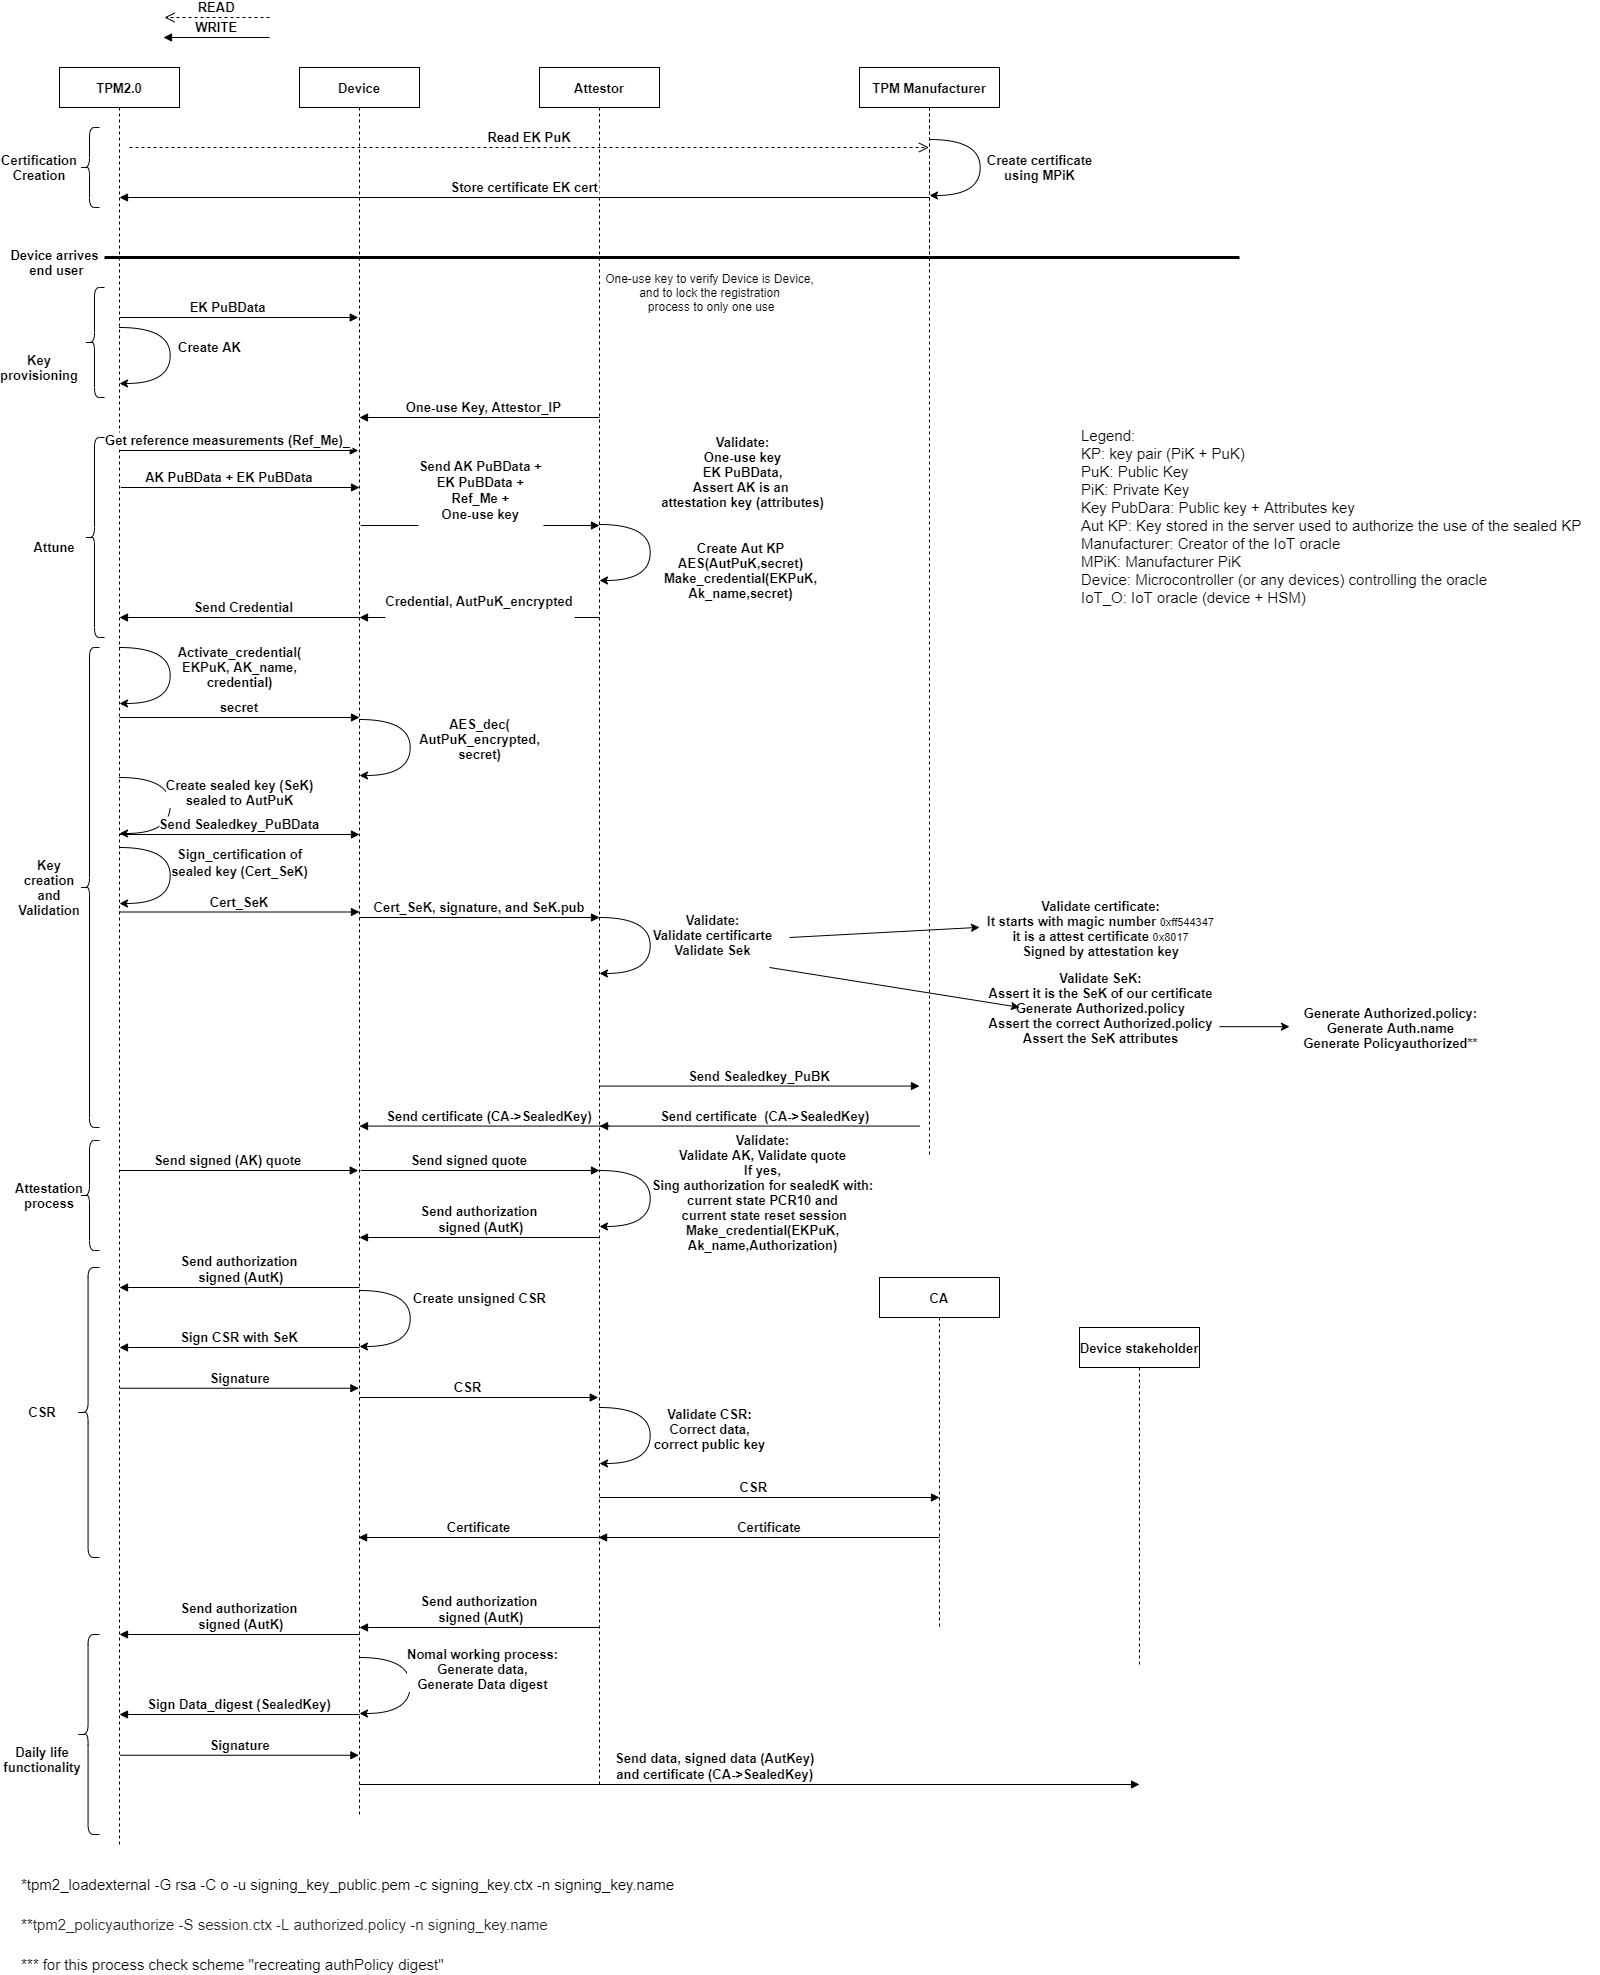 READ
WRITE
TPM2.0
Device
Attestor
TPM Manufacturer
Certification
Creation
Read EK PuK
Create certificate
using MPiK
Store certificate EK cert
Device arrives
end user
One-use key to verify Device is Device,
and to lock the registration
process to only one use
Key
provisioning
EK PuBData
Create AK
One-use Key, Attestor_IP
Attune
Get reference measurements (Ref_Me)_
AK PuBData + EK PuBData
Send AK PuBData +
EK PuBData +
Ref_Me +
One-use key
Validate:
One-use key
EK PuBData,
Assert AK is an
attestation key (attributes)
Create Aut KP
AES(AutPuK,secret)
Make_credential(EKPuK,
Ak_name,secret)
Credential, AutPuK_encrypted
Send Credential
Legend:
KP: key pair (PiK + PuK)
PuK: Public Key
PiK: Private Key
Key PubDara: Public key + Attributes key
Aut KP: Key stored in the server used to authorize the use of the sealed KP
Manufacturer: Creator of the IoT oracle
MPiK: Manufacturer PiK
Device: Microcontroller (or any devices) controlling the oracle
IoT_O: IoT oracle (device + HSM)
Key
creation
and
Validation
Activate_credential(
EKPuK, AK_name,
credential)
secret
AES_dec(
AutPuK_encrypted,
secret)
Create sealed key (SeK)
sealed to AutPuK
Send Sealedkey_PuBData
Sign_certification of
sealed key (Cert_SeK)
Cert_SeK
Cert_SeK, signature, and SeK.pub
Validate:
Validate certificarte
Validate Sek
Validate certificate:
It starts with magic number 0xff544347
it is a attest certificate 0x8017
Signed by attestation key
Validate SeK:
Assert it is the SeK of our certificate
Generate Authorized.policy
Assert the correct Authorized.policy
Assert the SeK attributes
Generate Authorized.policy:
Generate Auth.name
Generate Policyauthorized**
Send Sealedkey_PuBK
Send certificate (CA->SealedKey)
Send certificate  (CA->SealedKey)
Attestation
process
Send signed (AK) quote
Send signed quote
Validate:
Validate AK, Validate quote
If yes,
Sing authorization for sealedK with:
current state PCR10 and
current state reset session
Make_credential(EKPuK,
Ak_name,Authorization)
Send authorization
signed (AutK)
CSR
Send authorization
signed (AutK)
Create unsigned CSR
CA
Device stakeholder
Sign CSR with SeK
Signature
CSR
Validate CSR:
Correct data,
correct public key
CSR
Certificate
Certificate
Send authorization
signed (AutK)
Send authorization
signed (AutK)
Daily life
functionality
Nomal working process:
Generate data,
Generate Data digest
Sign Data_digest (SealedKey)
Signature
Send data, signed data (AutKey)
and certificate (CA->SealedKey)
*tpm2_loadexternal -G rsa -C o -u signing_key_public.pem -c signing_key.ctx -n signing_key.name
**tpm2_policyauthorize -S session.ctx -L authorized.policy -n signing_key.name
*** for this process check scheme "recreating authPolicy digest"